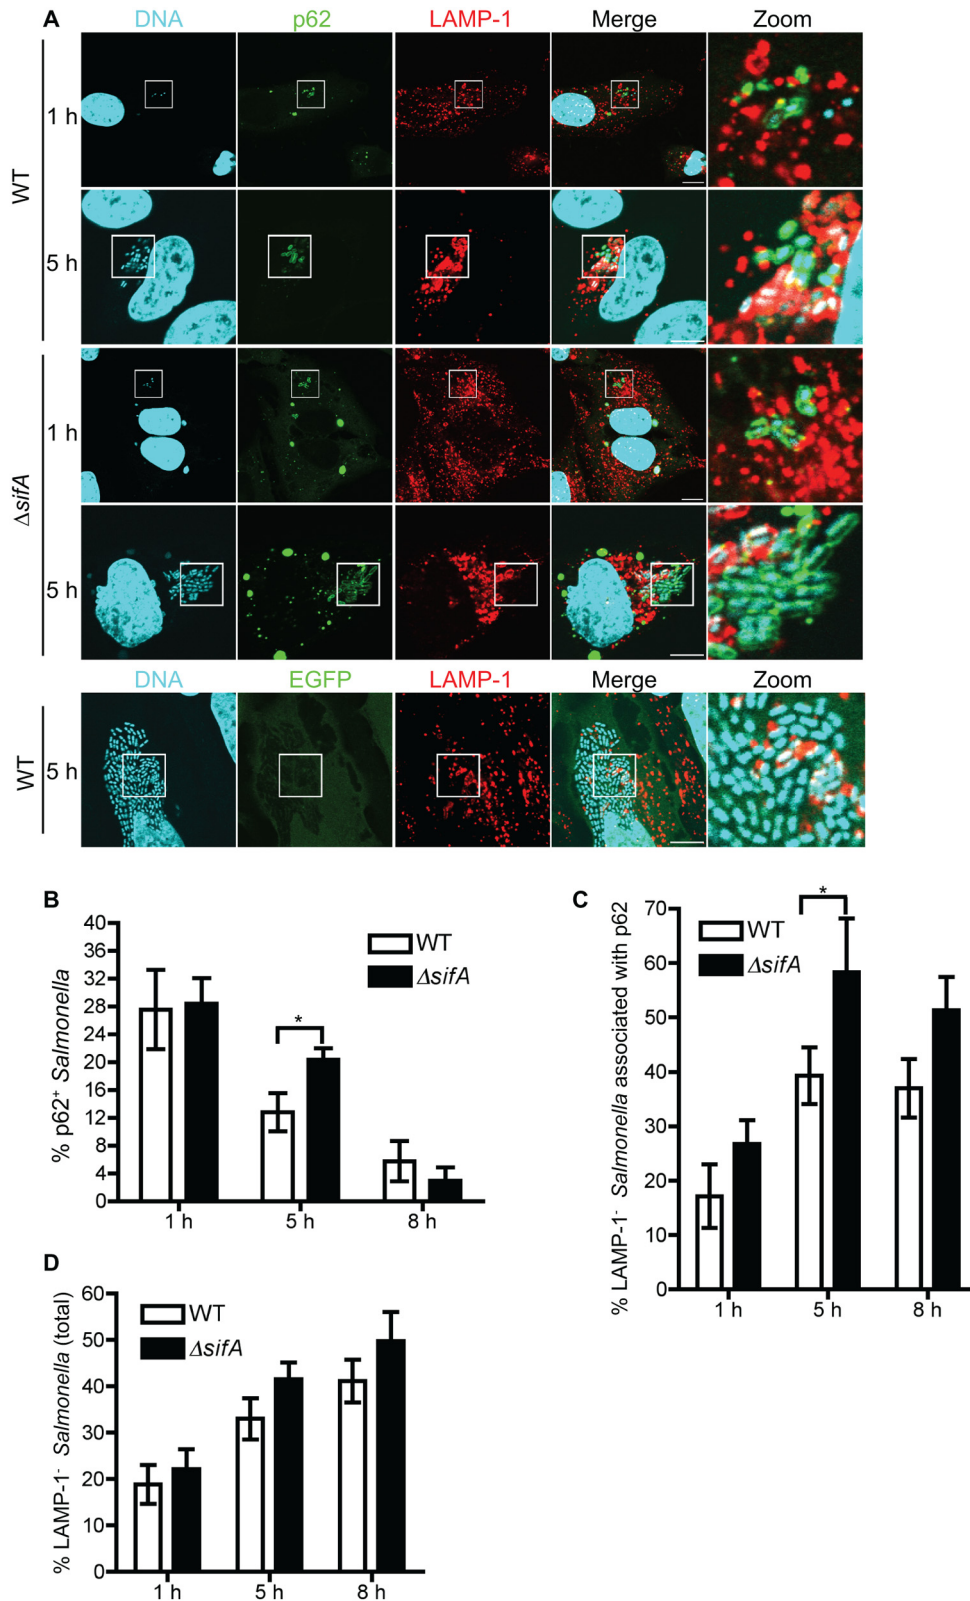 A
DNA p62 LAMP-1 Merge Zoom
WT
1 h
5 h
ΔsifA
1 h
5 h
DNA EGFP LAMP-1 Merge Zoom
WT
5 h
B
% p62⁺ Salmonella
40
36
32
28
24
20
16
12
8
4
0
WT
ΔsifA
*
1 h 5 h 8 h
C
% LAMP-1⁻ Salmonella associated with p62
70
60
50
40
30
20
10
0
WT
ΔsifA
*
1 h 5 h 8 h
D
% LAMP-1⁻ Salmonella (total)
60
50
40
30
20
10
0
WT
ΔsifA
1 h 5 h 8 h